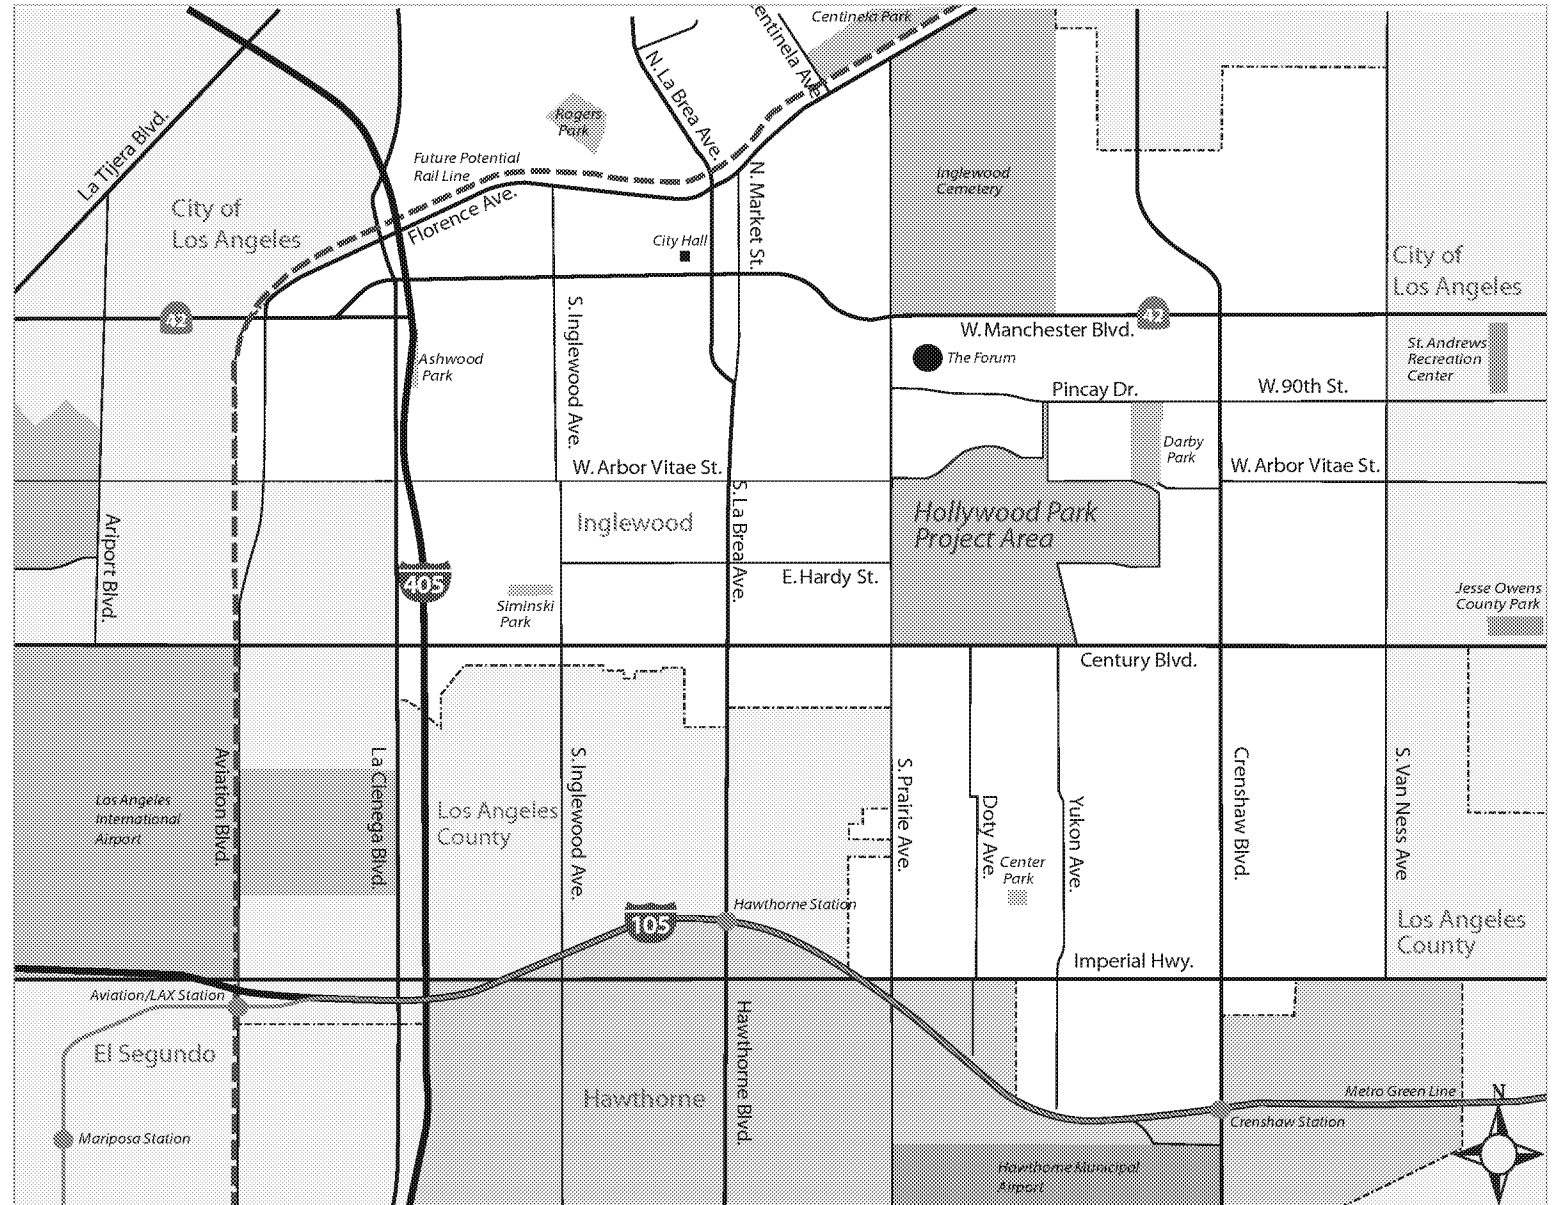 Centinela Park
Centinela Ave.
N. La Brea Ave.
La Tijera Blvd.
Rogers
Park
Future Potential
Rail Line
Florence Ave.
N. Market St.
Inglewood
Cemetery
City of
Los Angeles
City Hall
City of
Los Angeles
42
42
W. Manchester Blvd.
The Forum
St. Andrews
Recreation
Center
Ashwood
Park
S. Inglewood Ave.
Pincay Dr.
W. 90th St.
Darby
Park
W. Arbor Vitae St.
W. Arbor Vitae St.
Ariport Blvd.
Inglewood
S. La Brea Ave.
Hollywood Park
Project Area
405
E. Hardy St.
Siminski
Park
Jesse Owens
County Park
Century Blvd.
Los Angeles
International
Airport
Aviation Blvd.
La Cienega Blvd.
Los Angeles
County
S. Inglewood Ave.
S. Prairie Ave.
Doty Ave.
Center
Park
Yukon Ave.
Crenshaw Blvd.
S. Van Ness Ave
105
Hawthorne Station
Los Angeles
County
Imperial Hwy.
Aviation/LAX Station
El Segundo
Hawthorne
Hawthorne Blvd.
Metro Green Line
N
Crenshaw Station
Mariposa Station
Hawthorne Municipal
Airport